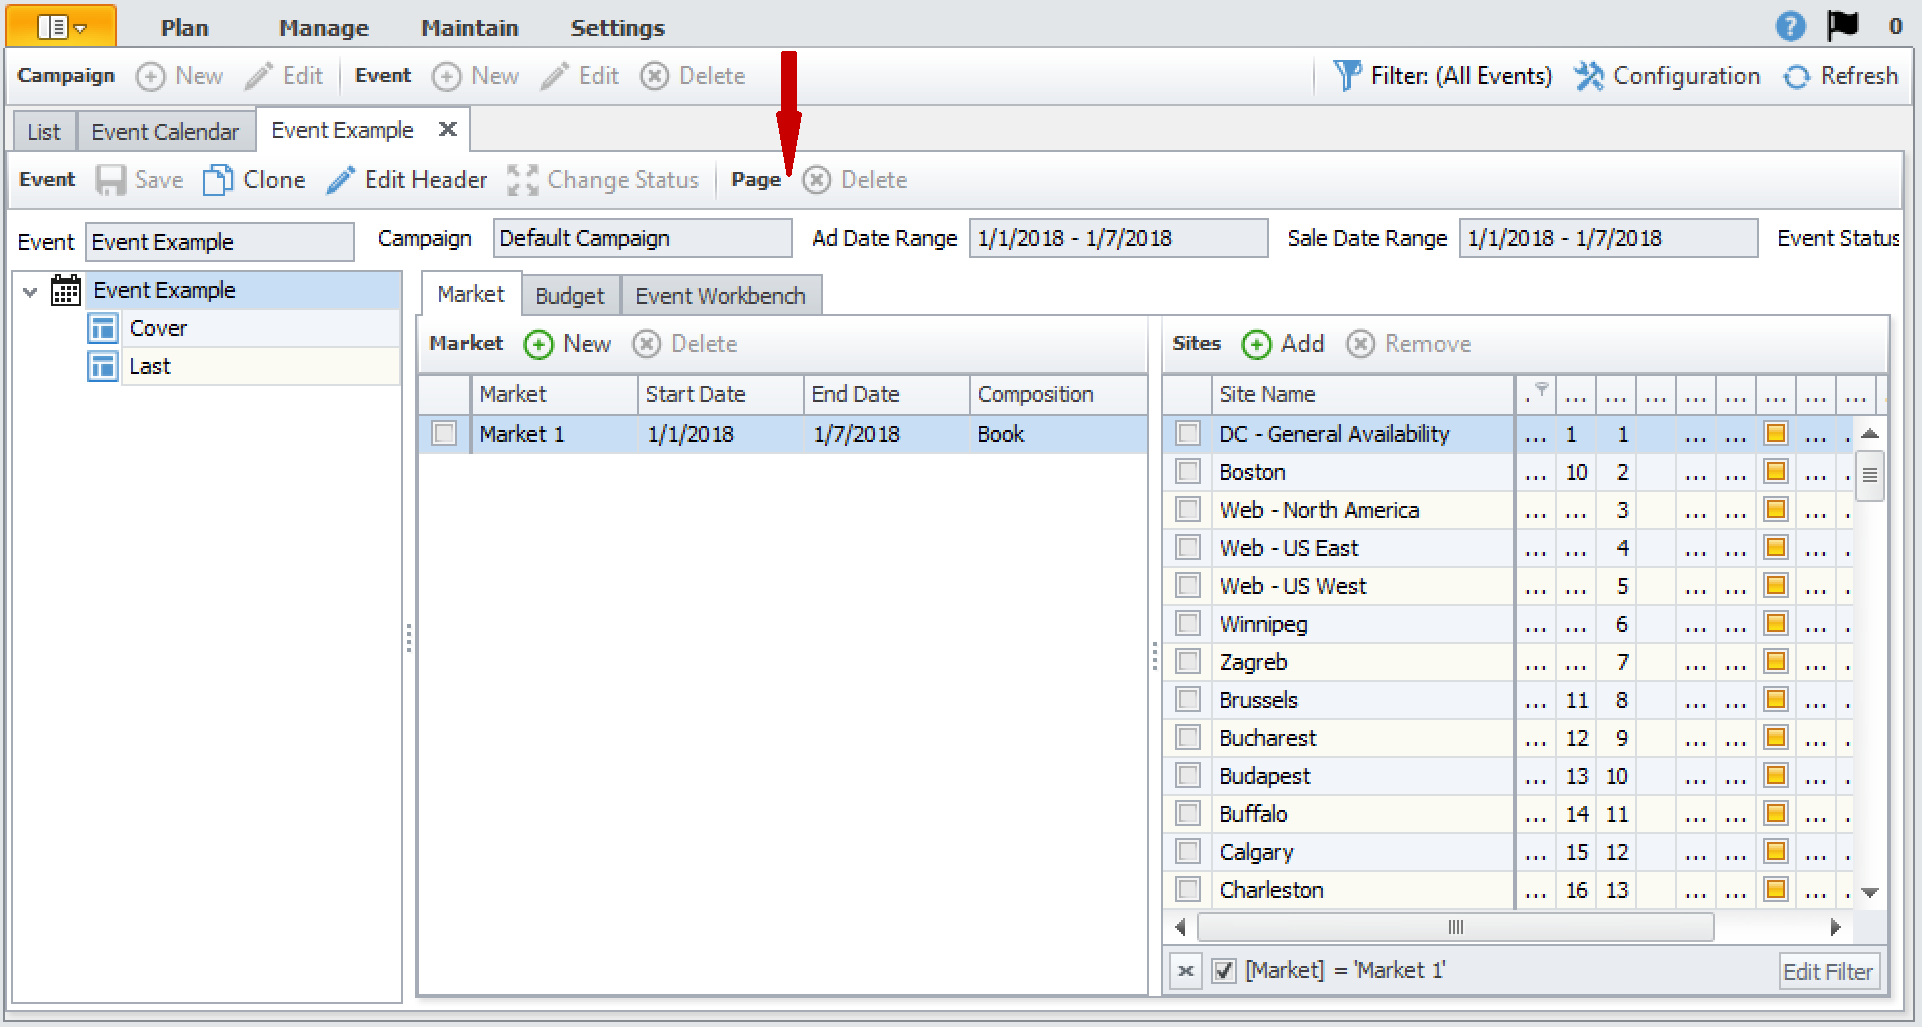 Plan Manage Maintain Settings ? 0
Campaign New Edit Event New Edit Delete Filter: (All Events) Configuration Refresh
List Event Calendar Event Example
Event Save Clone Edit Header Change Status Page Delete
Event Event Example Campaign Default Campaign Ad Date Range 1/1/2018 - 1/7/2018 Sale Date Range 1/1/2018 - 1/7/2018 Event Status
Event Example
Cover
Last
Market Budget Event Workbench
Market New Delete
Market Start Date End Date Composition
Market 1 1/1/2018 1/7/2018 Book
Sites Add Remove
Site Name . ... ... ... ... ... ... ... ... .
DC - General Availability ... 1 1 ... ... ... .
Boston ... 10 2 ... ... ... .
Web - North America ... ... 3 ... ... ... .
Web - US East ... ... 4 ... ... ... .
Web - US West ... ... 5 ... ... ... .
Winnipeg ... ... 6 ... ... ... .
Zagreb ... ... 7 ... ... ... .
Brussels ... 11 8 ... ... ... .
Bucharest ... 12 9 ... ... ... .
Budapest ... 13 10 ... ... ... .
Buffalo ... 14 11 ... ... ... .
Calgary ... 15 12 ... ... ... .
Charleston ... 16 13 ... ... ... .
[Market] = 'Market 1' Edit Filter